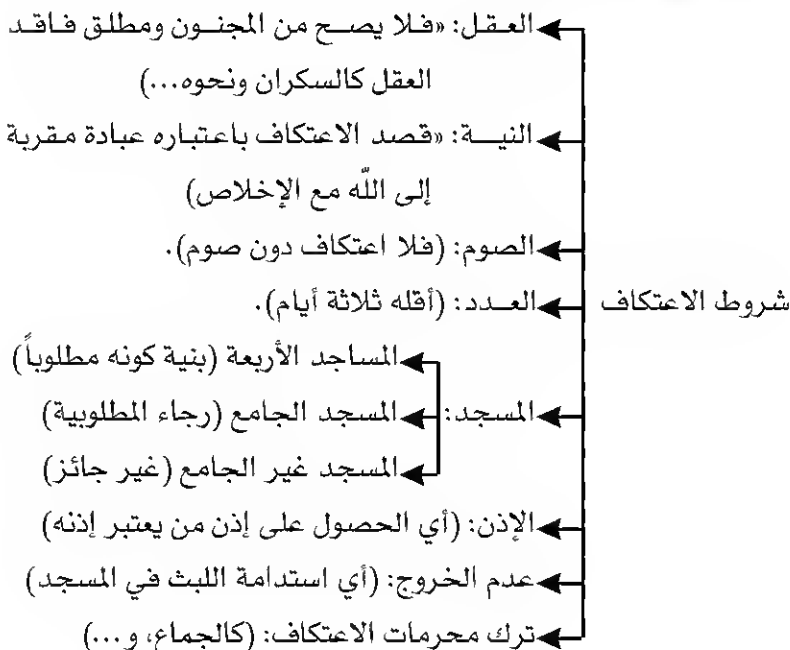 العقل: «فلا يصح من المجنون ومطلق فاقد
العقل كالسكران ونحوه...)
النية: «قصد الاعتكاف باعتباره عبادة مقربة
إلى اللّه مع الإخلاص)
الصوم: (فلا اعتكاف دون صوم).
شروط الاعتكاف
العدد: (أقله ثلاثة أيام).
المساجد الأربعة (بنية كونه مطلوباً)
المسجد:
المسجد الجامع (رجاء المطلوبية)
المسجد غير الجامع (غير جائز)
الإذن: (أي الحصول على إذن من يعتبر إذنه)
عدم الخروج: (أي استدامة اللبث في المسجد)
ترك محرمات الاعتكاف: (كالجماع، و...)